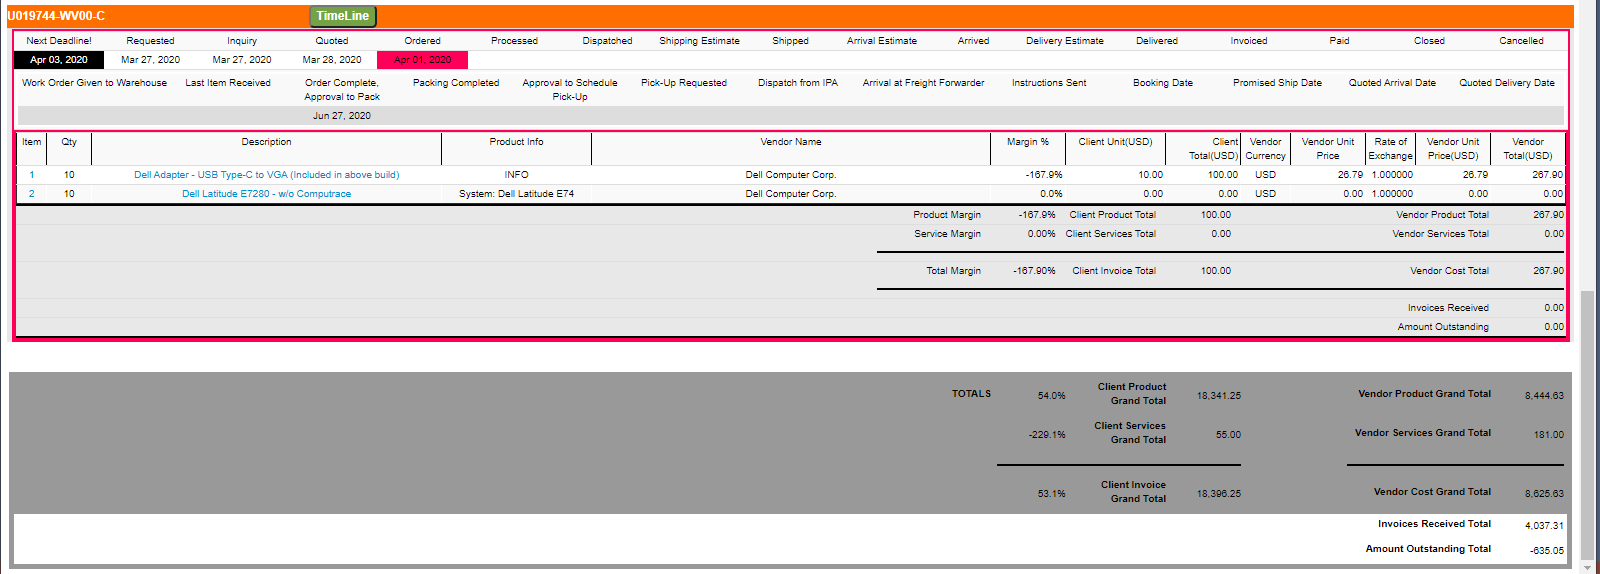 U019744-WV00-C TimeLine
Next Deadline! Requested Inquiry Quoted Ordered Processed Dispatched Shipping Estimate Shipped Arrival Estimate Arrived Delivery Estimate Delivered Invoiced Paid Closed Cancelled
Apr 03, 2020 Mar 27, 2020 Mar 27, 2020 Mar 28, 2020 Apr 01, 2020
Work Order Given to Warehouse Last Item Received Order Complete, Packing Completed Approval to Schedule Pick-Up Requested Dispatch from IPA Arrival at Freight Forwarder Instructions Sent Booking Date Promised Ship Date Quoted Arrival Date Quoted Delivery Date
Approval to Pack Pick-Up
Jun 27, 2020
Item Qty Description Product Info Vendor Name Margin % Client Unit(USD) Client Vendor Vendor Unit Rate of Vendor Unit Vendor
Total(USD) Currency Price Exchange Price(USD) Total(USD)
1 10 Dell Adapter - USB Type-C to VGA (Included in above build) INFO Dell Computer Corp. -167.9% 10.00 100.00 USD 26.79 1.000000 26.79 267.90
2 10 Dell Latitude E7280 - w/o Computrace System: Dell Latitude E74 Dell Computer Corp. 0.0% 0.00 0.00 USD 0.00 1.000000 0.00 0.00
Product Margin -167.9% Client Product Total 100.00 Vendor Product Total 267.90
Service Margin 0.00% Client Services Total 0.00 Vendor Services Total 0.00
Total Margin -167.90% Client Invoice Total 100.00 Vendor Cost Total 267.90
Invoices Received 0.00
Amount Outstanding 0.00
TOTALS 54.0% Client Product 18,341.25 Vendor Product Grand Total 8,444.63
Grand Total
-229.1% Client Services 55.00 Vendor Services Grand Total 181.00
Grand Total
53.1% Client Invoice 18,396.25 Vendor Cost Grand Total 8,625.63
Grand Total
Invoices Received Total 4,037.31
Amount Outstanding Total -635.05